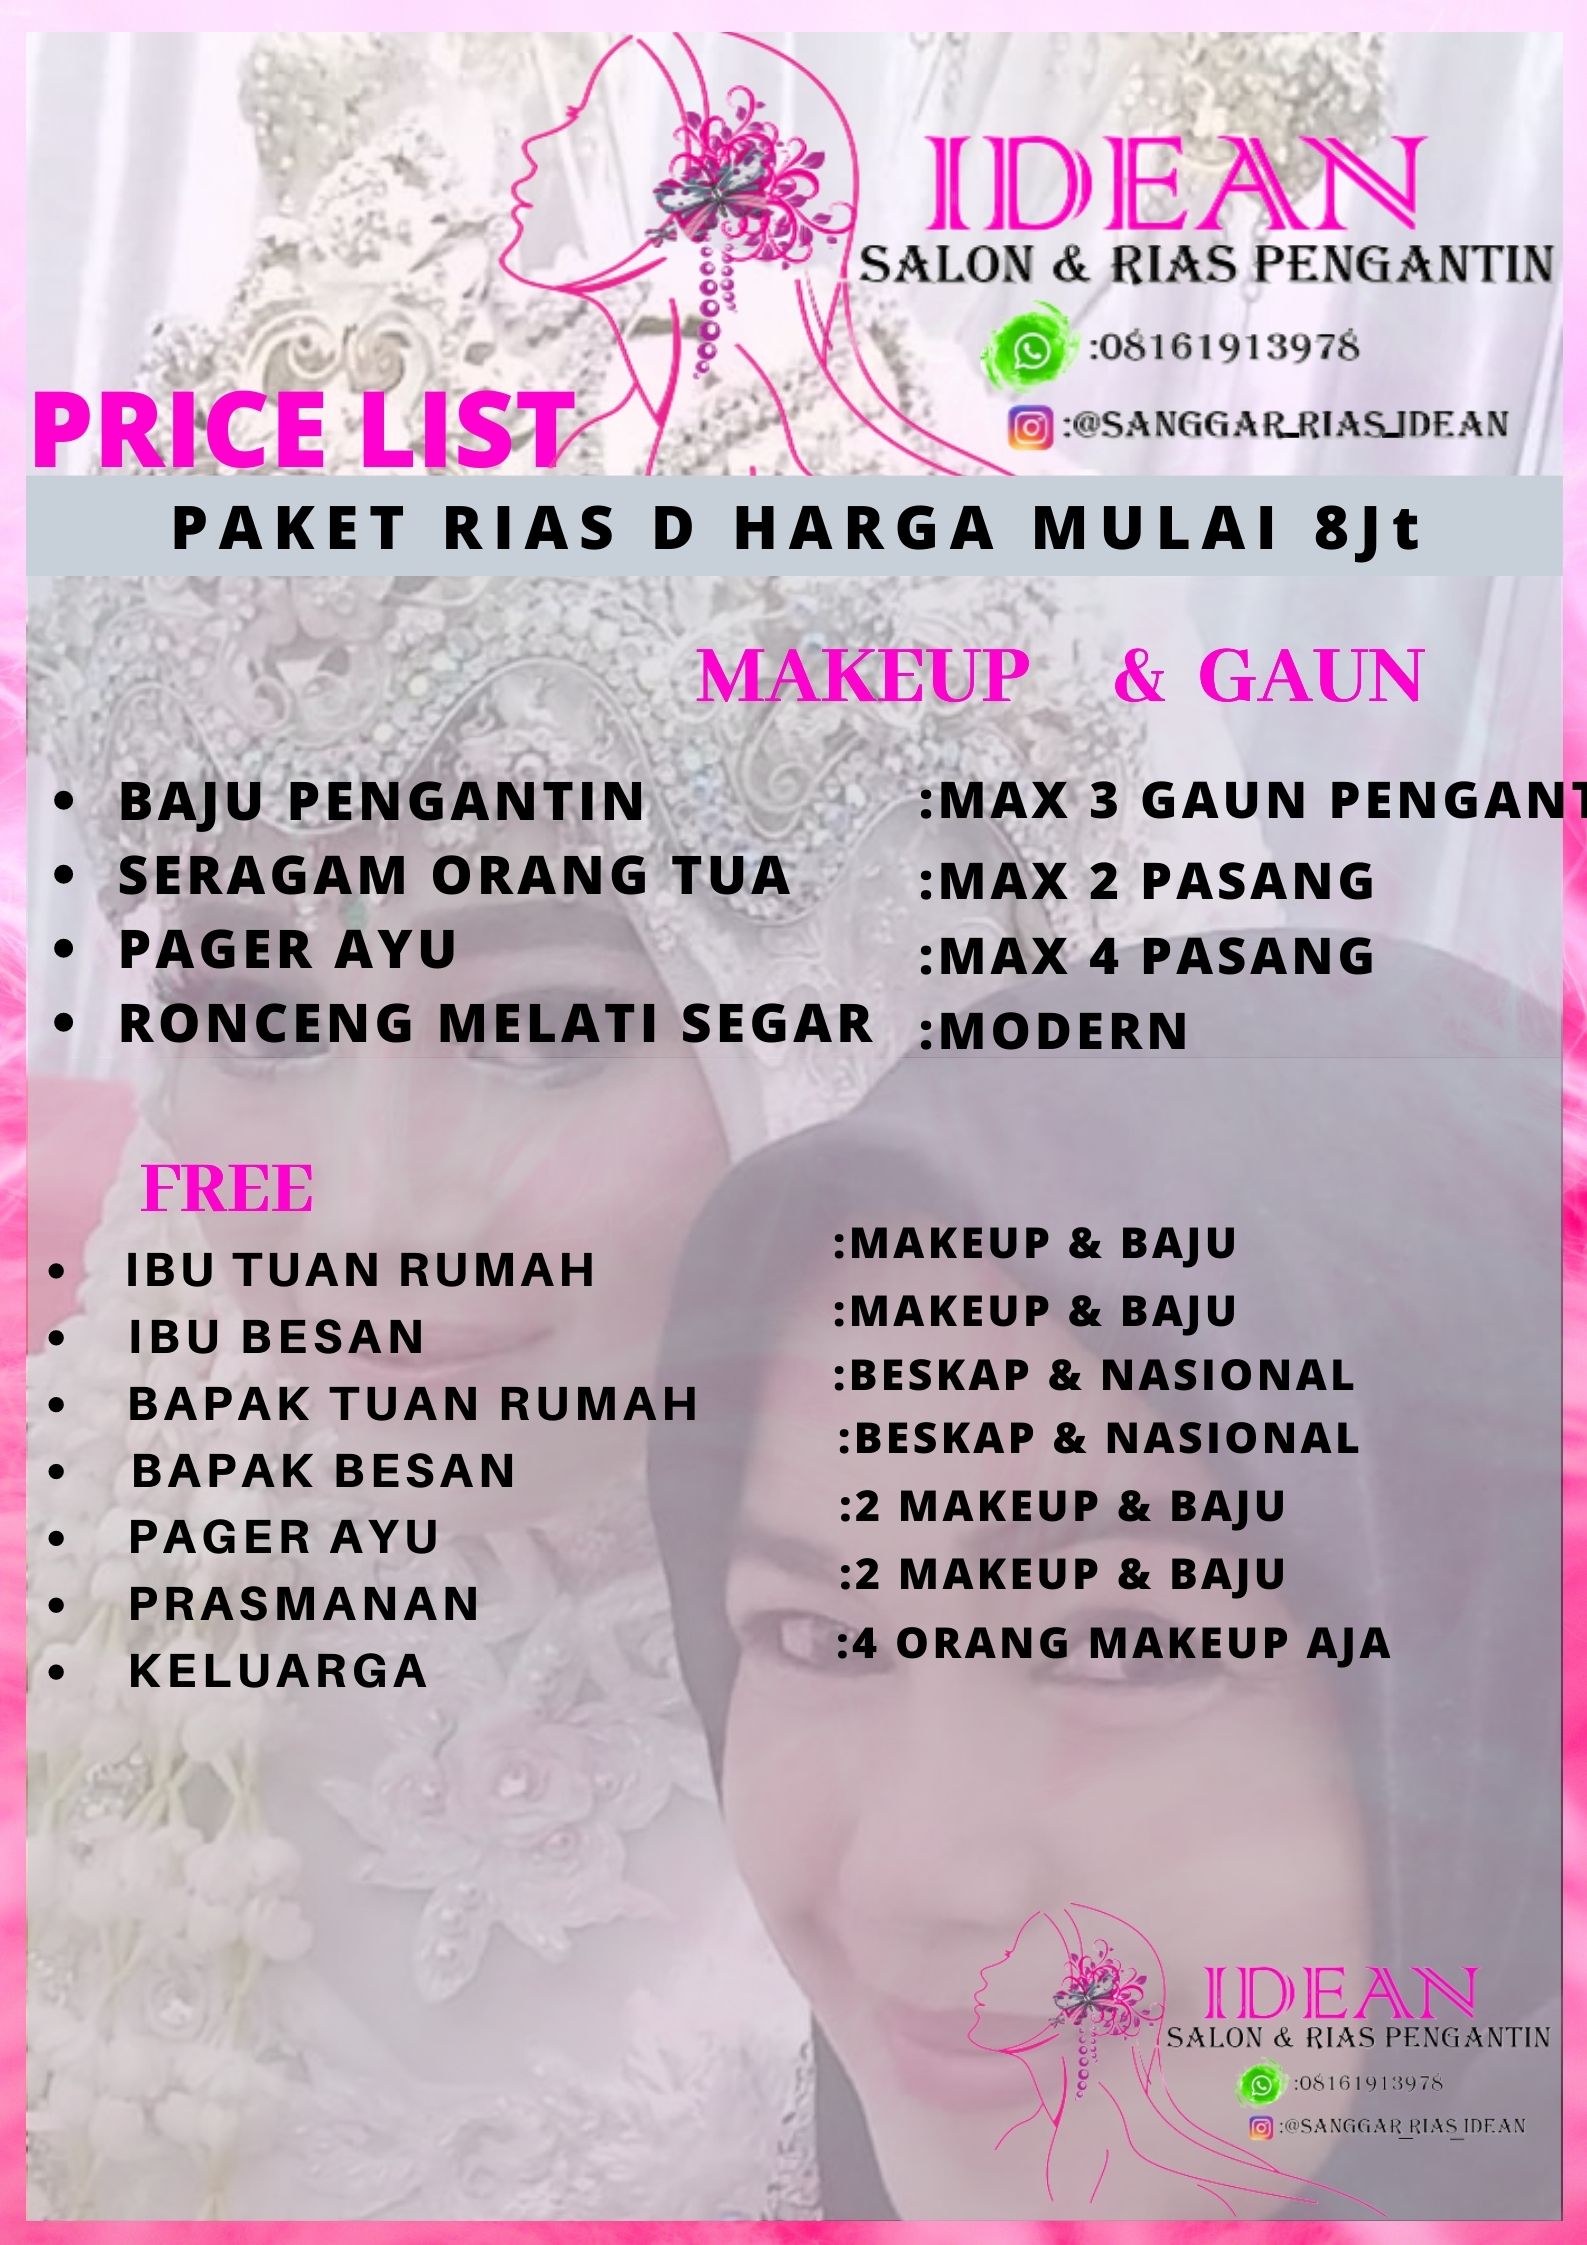 IDEAN
SALON & RIAS PENGANTIN
:08161913978
:@SANGGAR_RIAS_IDEAN
PRICE LIST
PAKET RIAS D HARGA MULAI 8Jt
MAKEUP & GAUN
• BAJU PENGANTIN :MAX 3 GAUN PENGANT
• SERAGAM ORANG TUA :MAX 2 PASANG
• PAGER AYU :MAX 4 PASANG
• RONCENG MELATI SEGAR :MODERN
FREE
• IBU TUAN RUMAH :MAKEUP & BAJU
• IBU BESAN :MAKEUP & BAJU
• BAPAK TUAN RUMAH :BESKAP & NASIONAL
• BAPAK BESAN :BESKAP & NASIONAL
• PAGER AYU :2 MAKEUP & BAJU
• PRASMANAN :2 MAKEUP & BAJU
• KELUARGA :4 ORANG MAKEUP AJA
IDEAN
SALON & RIAS PENGANTIN
:08161913978
:@SANGGAR_RIAS_IDEAN